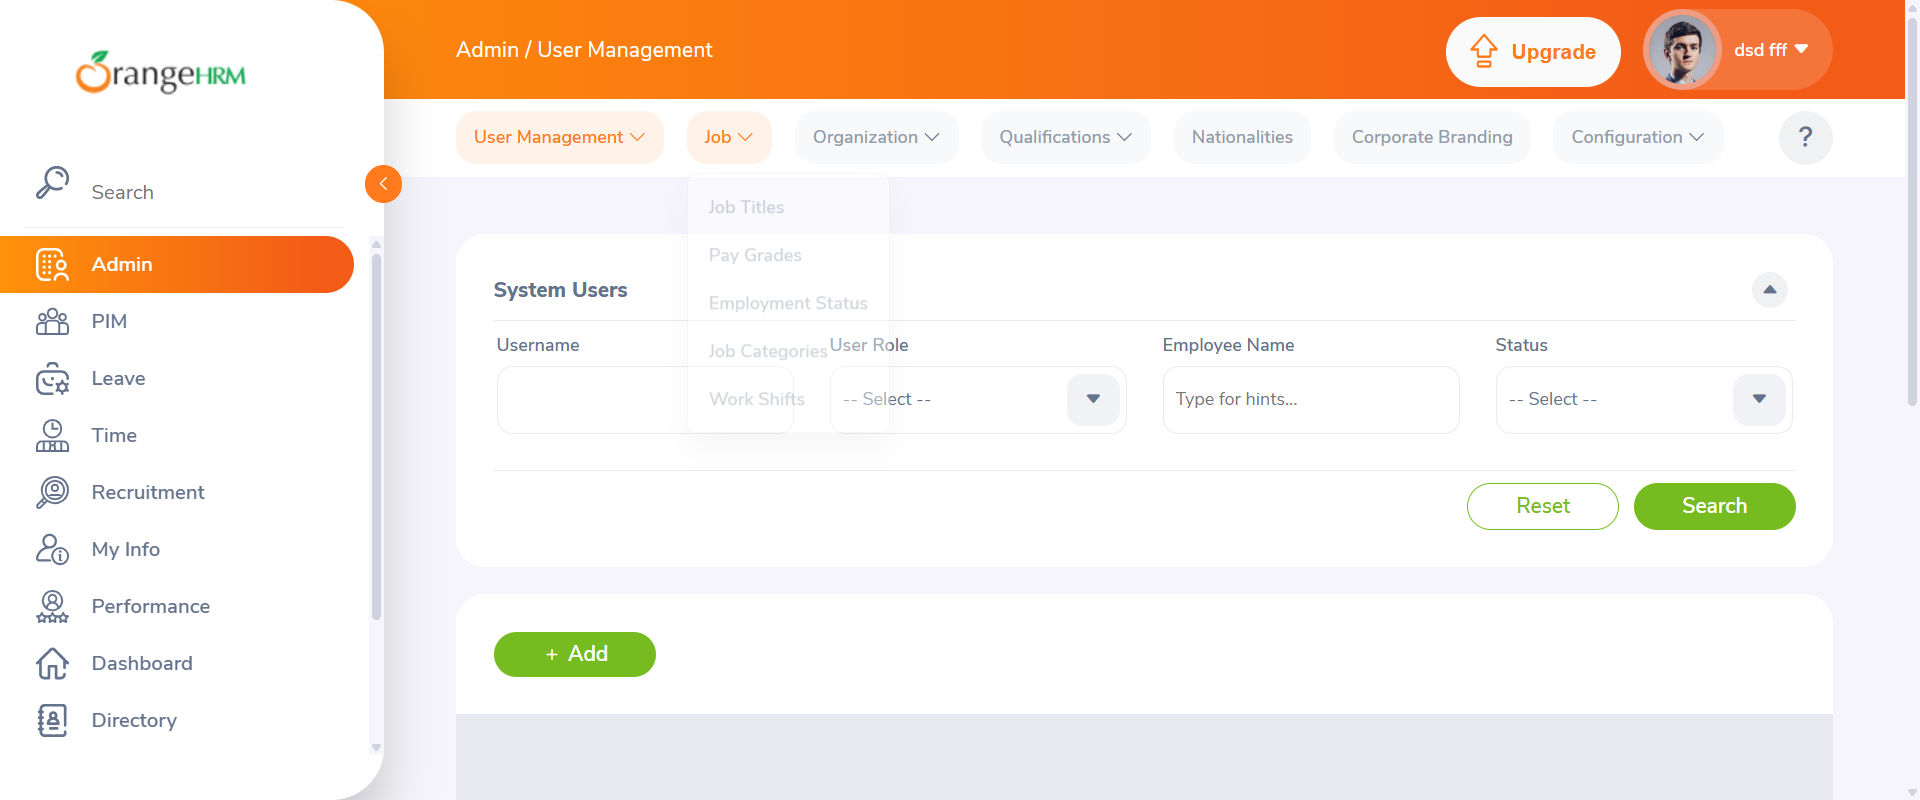 OrangeHRM
Admin / User Management
Upgrade
dsd fff
User Management
Job
Organization
Qualifications
Nationalities
Corporate Branding
Configuration
?
Search
Admin
PIM
Leave
Time
Recruitment
My Info
Performance
Dashboard
Directory
Job Titles
Pay Grades
Employment Status
Job Categories
Work Shifts
System Users
Username
User Role
Employee Name
Status
-- Select --
Type for hints...
-- Select --
Reset
Search
+ Add